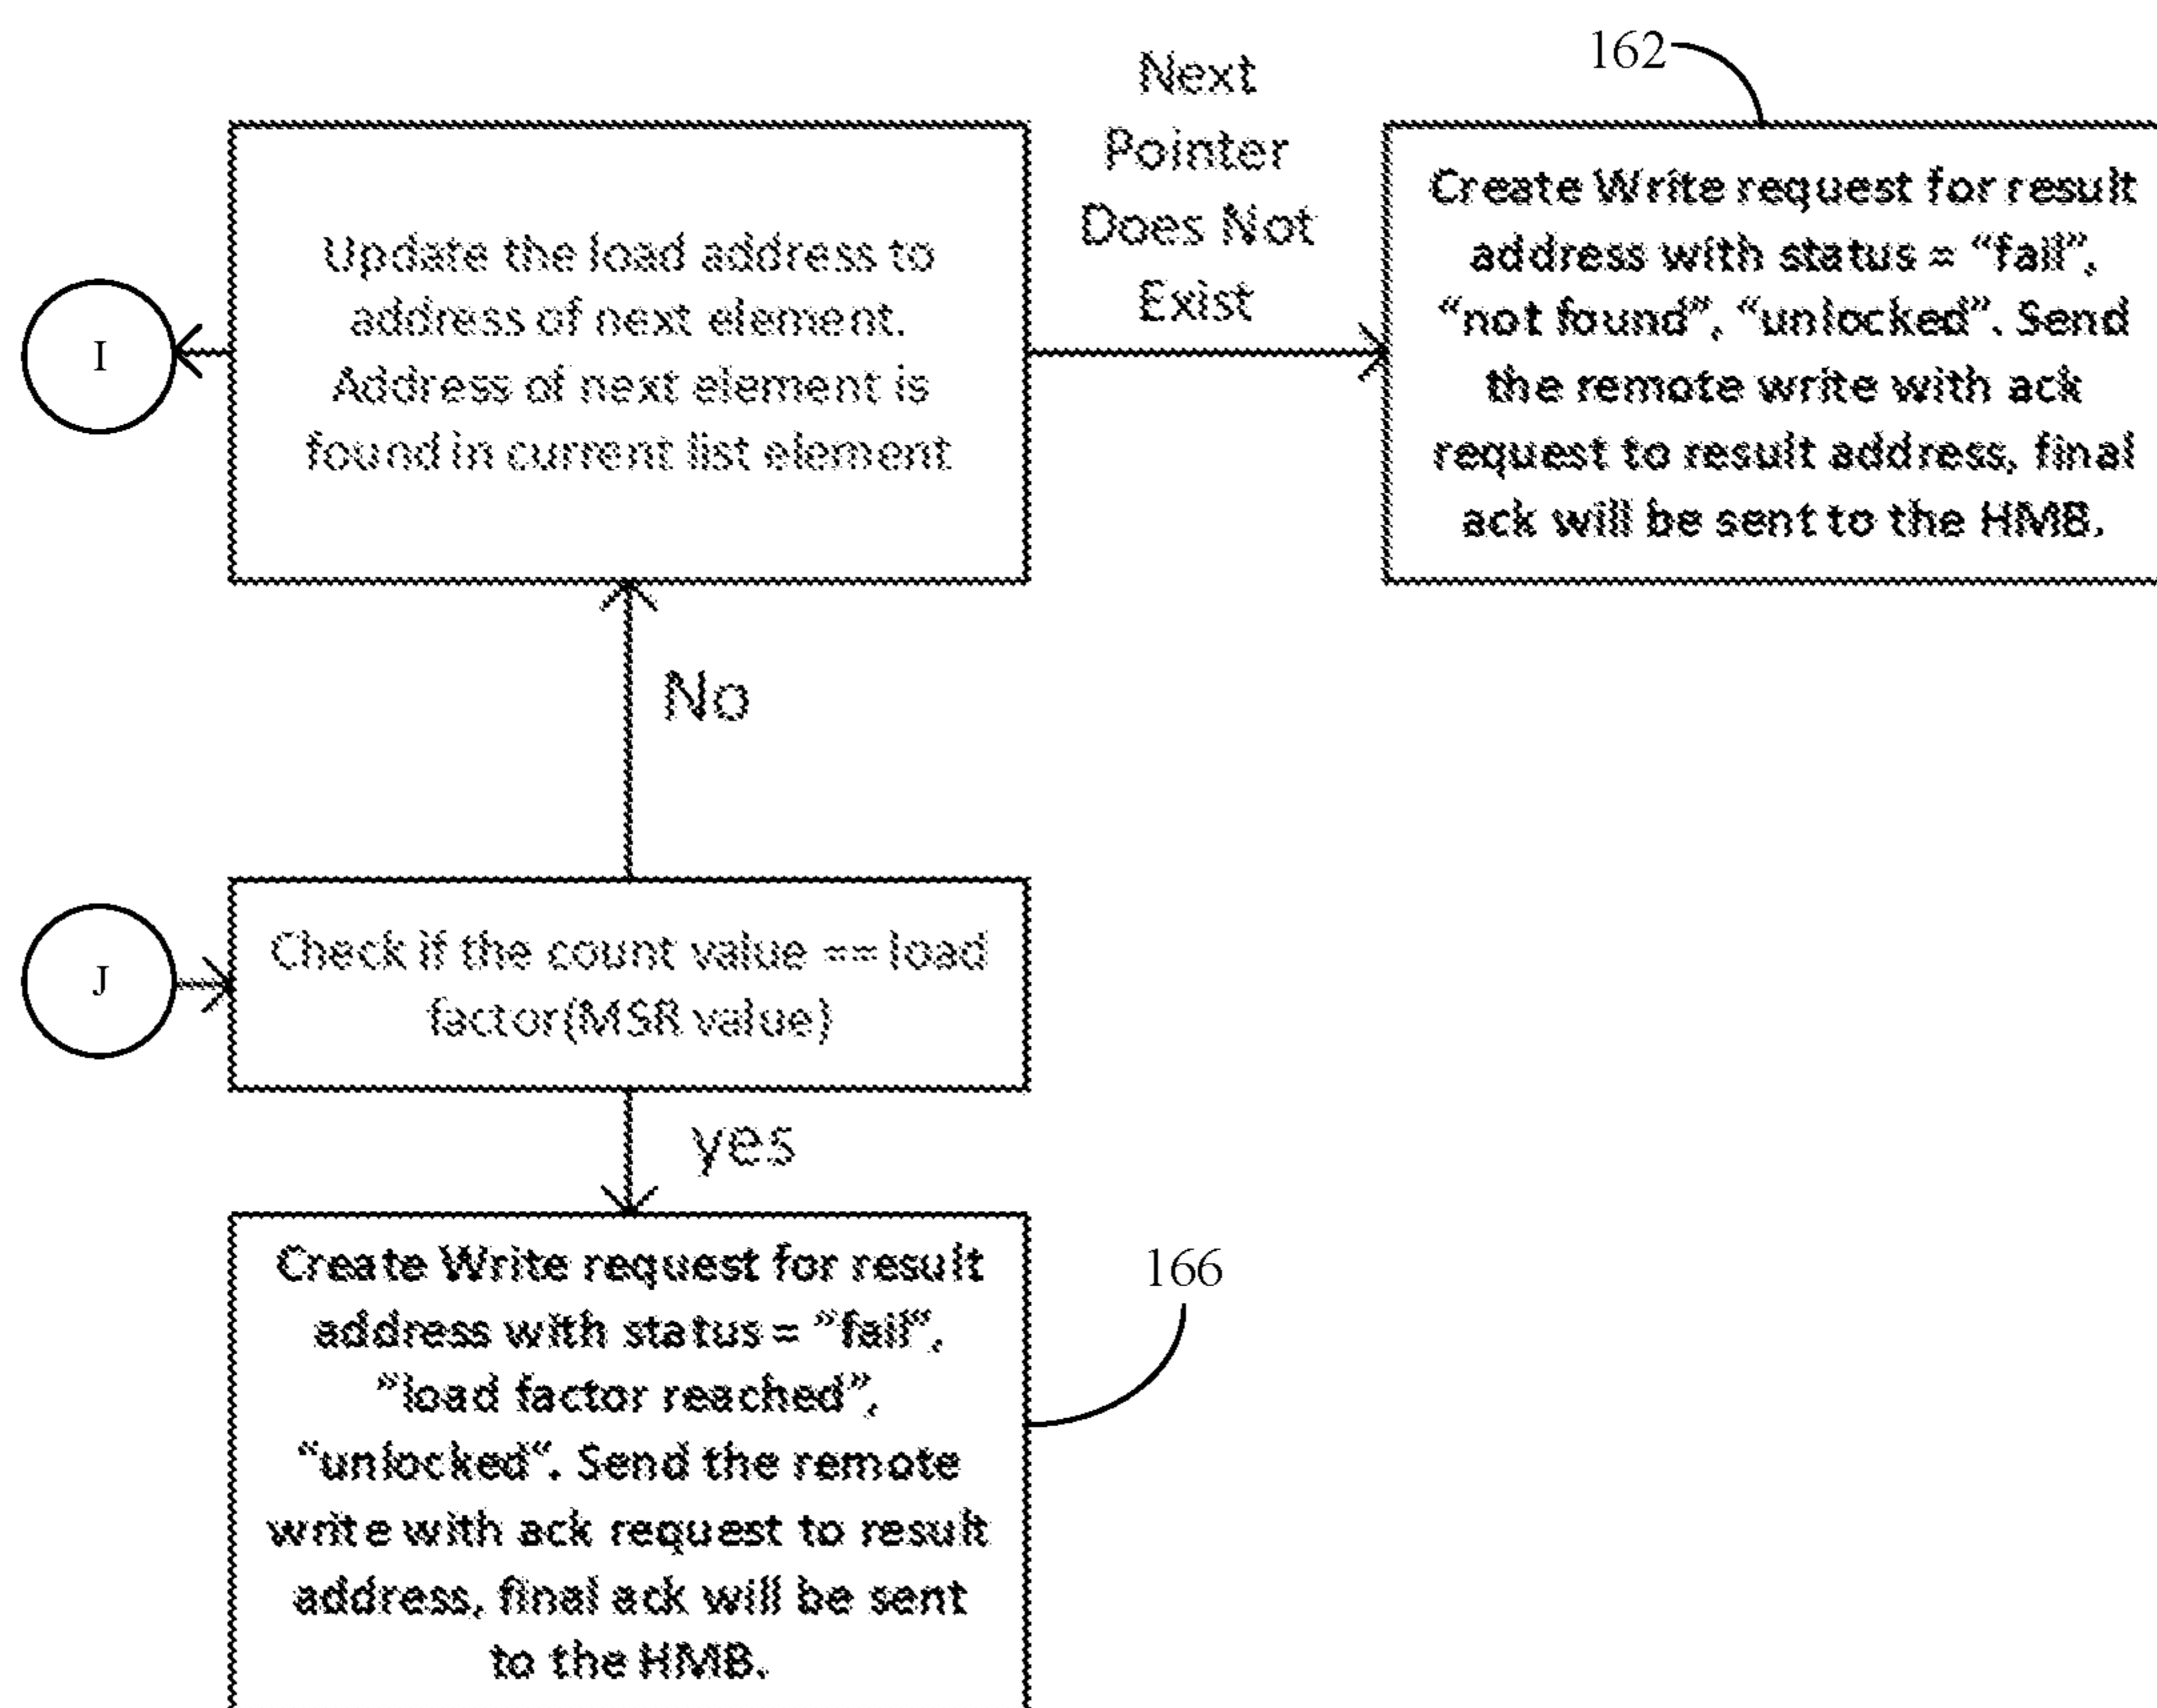 162
Next
Pointer
Does Not
Exist
Update the load address to
address of next element.
Address of next element is
found in current list element
Create Write request for result
address with status = “fail”,
“not found”, “unlocked”. Send
the remote write with ack
request to result address, final
ack will be sent to the HMB.
I
No
J
Check if the count value == load
factor(MSR value)
yes
Create Write request for result
address with status = ”fail”,
”load factor reached”,
“unlocked“. Send the remote
write with ack request to result
address, final ack will be sent
to the HMB.
166